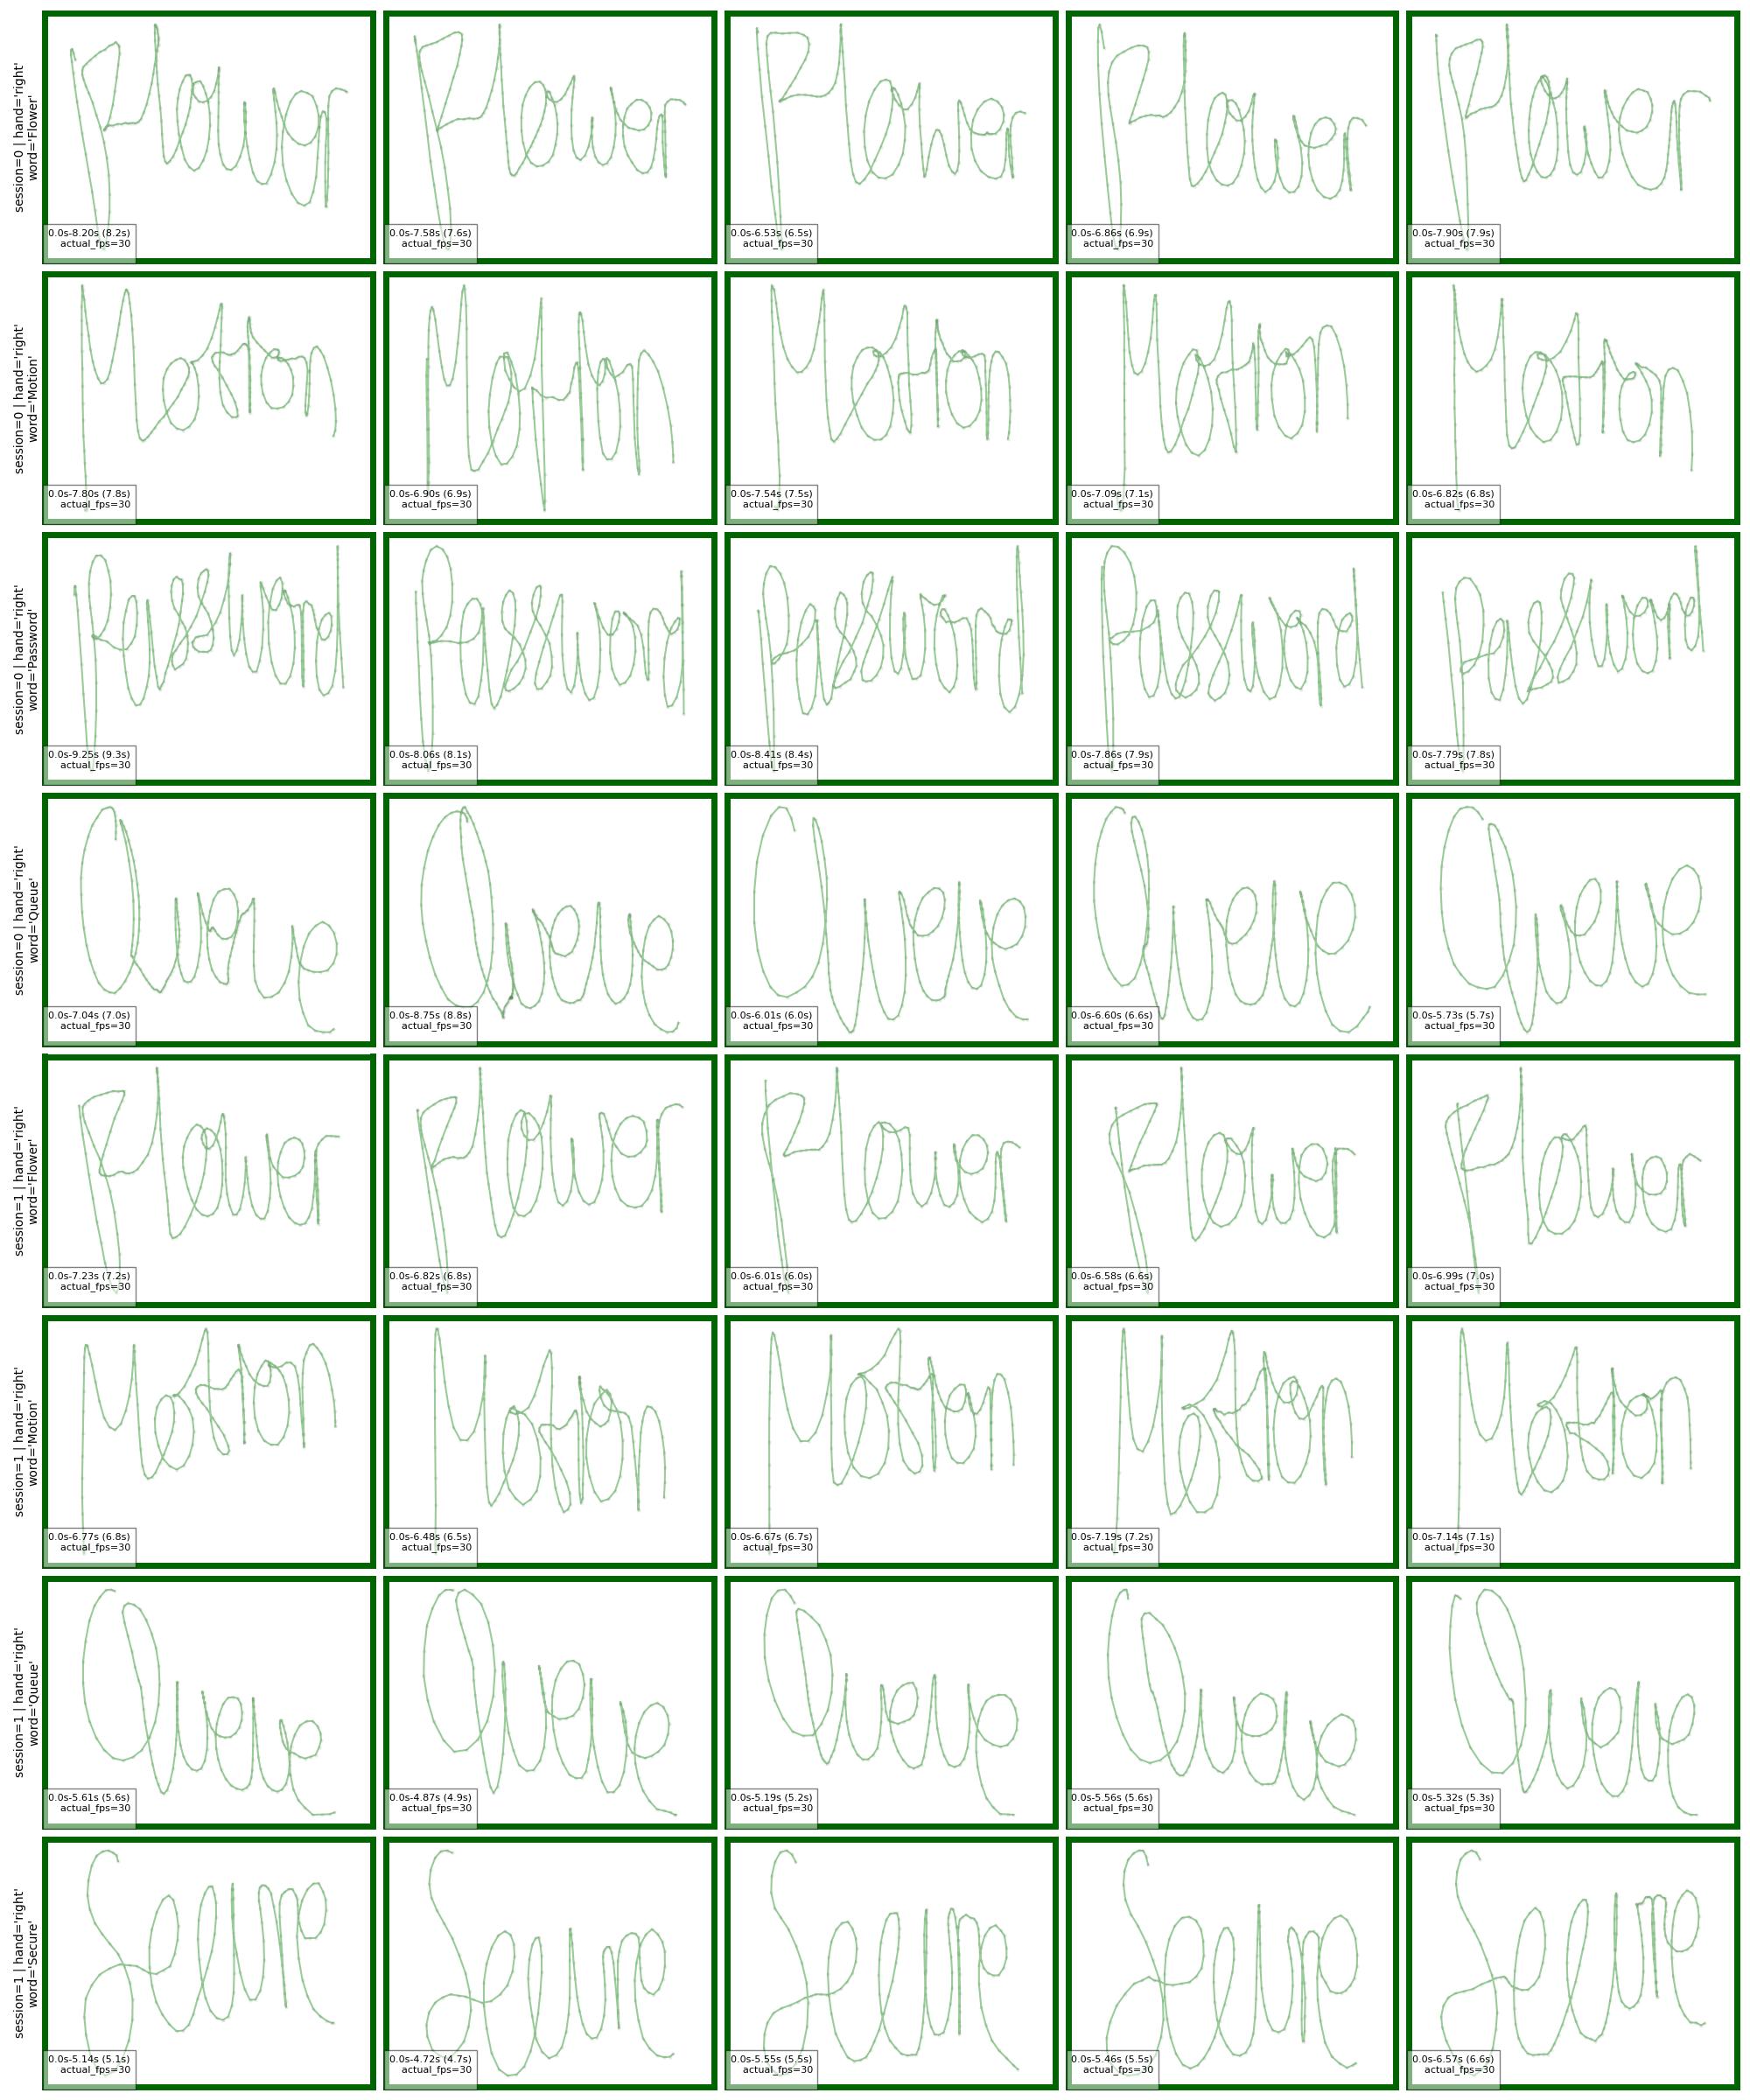 session=0 | hand='right'
word='Flower'
Flower Flower Flower Flower Flower
0.0s-8.20s (8.2s)
actual_fps=30
0.0s-7.58s (7.6s)
actual_fps=30
0.0s-6.53s (6.5s)
actual_fps=30
0.0s-6.86s (6.9s)
actual_fps=30
0.0s-7.90s (7.9s)
actual_fps=30
session=0 | hand='right'
word='Motion'
Motion Motion Motion Motion Motion
0.0s-7.80s (7.8s)
actual_fps=30
0.0s-6.90s (6.9s)
actual_fps=30
0.0s-7.54s (7.5s)
actual_fps=30
0.0s-7.09s (7.1s)
actual_fps=30
0.0s-6.82s (6.8s)
actual_fps=30
session=0 | hand='right'
word='Password'
Password Password Password Password Password
0.0s-9.25s (9.3s)
actual_fps=30
0.0s-8.06s (8.1s)
actual_fps=30
0.0s-8.41s (8.4s)
actual_fps=30
0.0s-7.86s (7.9s)
actual_fps=30
0.0s-7.79s (7.8s)
actual_fps=30
session=0 | hand='right'
word='Queue'
Queue Queue Queue Queue Queue
0.0s-7.04s (7.0s)
actual_fps=30
0.0s-8.75s (8.8s)
actual_fps=30
0.0s-6.01s (6.0s)
actual_fps=30
0.0s-6.60s (6.6s)
actual_fps=30
0.0s-5.73s (5.7s)
actual_fps=30
session=1 | hand='right'
word='Flower'
Flower Flower Flower Flower Flower
0.0s-7.23s (7.2s)
actual_fps=30
0.0s-6.82s (6.8s)
actual_fps=30
0.0s-6.01s (6.0s)
actual_fps=30
0.0s-6.58s (6.6s)
actual_fps=30
0.0s-6.99s (7.0s)
actual_fps=30
session=1 | hand='right'
word='Motion'
Motion Motion Motion Motion Motion
0.0s-6.77s (6.8s)
actual_fps=30
0.0s-6.48s (6.5s)
actual_fps=30
0.0s-6.67s (6.7s)
actual_fps=30
0.0s-7.19s (7.2s)
actual_fps=30
0.0s-7.14s (7.1s)
actual_fps=30
session=1 | hand='right'
word='Queue'
Queue Queue Queue Queue Queue
0.0s-5.61s (5.6s)
actual_fps=30
0.0s-4.87s (4.9s)
actual_fps=30
0.0s-5.19s (5.2s)
actual_fps=30
0.0s-5.56s (5.6s)
actual_fps=30
0.0s-5.32s (5.3s)
actual_fps=30
session=1 | hand='right'
word='Secure'
Secure Secure Secure Secure Secure
0.0s-5.14s (5.1s)
actual_fps=30
0.0s-4.72s (4.7s)
actual_fps=30
0.0s-5.55s (5.5s)
actual_fps=30
0.0s-5.46s (5.5s)
actual_fps=30
0.0s-6.57s (6.6s)
actual_fps=30